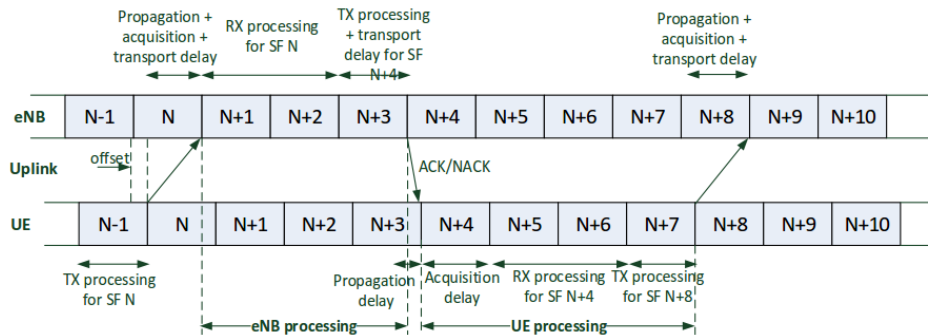 Propagation +
acquisition +
transport delay
RX processing
for SF N
TX processing
+ transport
delay for SF
N+4
Propagation +
acquisition +
transport delay
eNB
N-1
N
N+1
N+2
N+3
N+4
N+5
N+6
N+7
N+8
N+9
N+10
offset
Uplink
ACK/NACK
UE
N-1
N
N+1
N+2
N+3
N+4
N+5
N+6
N+7
N+8
N+9
N+10
TX processing
for SF N
Propagation
delay
Acquisition
delay
RX processing
for SF N+4
TX processing
for SF N+8
eNB processing
UE processing